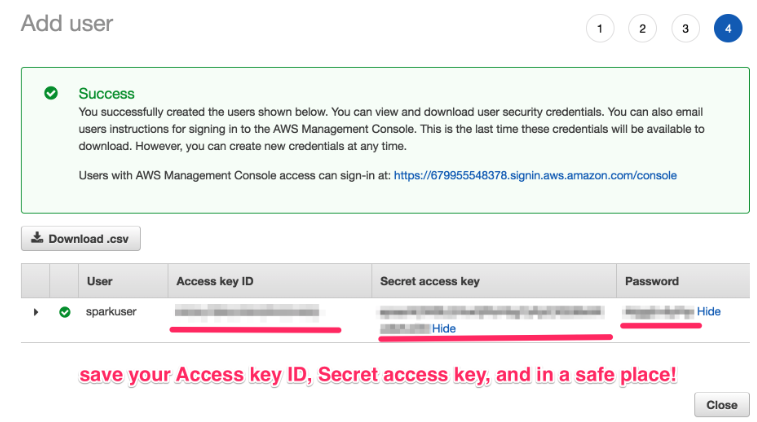 Add user
1 2 3 4
Success
You successfully created the users shown below. You can view and download user security credentials. You can also email
users instructions for signing in to the AWS Management Console. This is the last time these credentials will be available to
download. However, you can create new credentials at any time.
Users with AWS Management Console access can sign-in at: https://679955548378.signin.aws.amazon.com/console
Download .csv
User Access key ID Secret access key Password
sparkuser Hide
Hide
save your Access key ID, Secret access key, and in a safe place!
Close